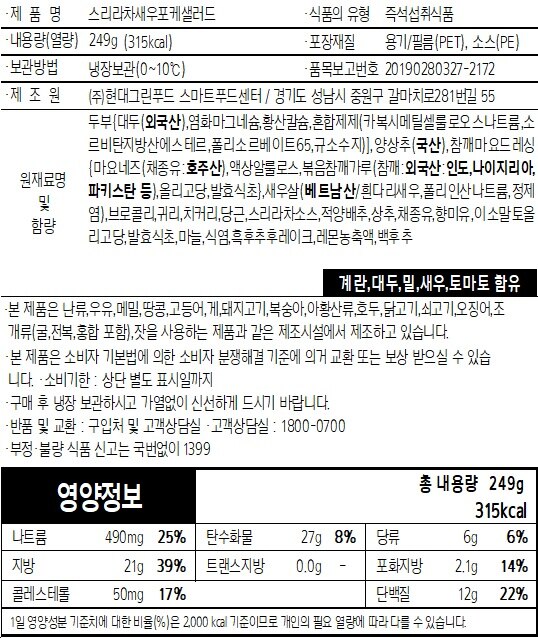 ·제 품 명 스리라차새우포케샐러드 ·식품의 유형 즉석섭취식품
·내용량(열량) 249g (315kcal) ·포장재질 용기/필름(PET), 소스(PE)
·보관방법 냉장보관(0~10℃) ·품목보고번호 20190280327-2172
·제 조 원 (주)현대그린푸드 스마트푸드센터 / 경기도 성남시 중원구 갈마치로281번길 55
원재료명 및 함량
두부{대두(외국산),염화마그네슘,황산칼슘,혼합제제(카복시메틸셀룰로오스나트륨,소
르비탄지방산에스테르,폴리소르베이트65,규소수지)},양상추(국산),참깨마요드레싱
{마요네즈(채종유:호주산),액상알룰로스,볶음참깨가루(참깨:외국산:인도,나이지리아,
파키스탄 등),올리고당,발효식초},새우살(베트남산/흰다리새우,폴리인산나트륨,정제
염),브로콜리,귀리,치커리,당근,스리라차소스,적양배추,상추,채종유,향미유,이소말토올
리고당,발효식초,마늘,식염,흑후추후레이크,레몬농축액,백후추
계란,대두,밀,새우,토마토 함유
·본 제품은 난류,우유,메밀,땅콩,고등어,게,돼지고기,복숭아,아황산류,호두,닭고기,쇠고기,오징어,조
개류(굴,전복,홍합 포함),잣을 사용하는 제품과 같은 제조시설에서 제조하고 있습니다.
·본 제품은 소비자 기본법에 의한 소비자 분쟁해결 기준에 의거 교환 또는 보상 받으실 수 있습
니다. ·소비기한 : 상단 별도 표시일까지
·구매 후 냉장 보관하시고 가열없이 신선하게 드시기 바랍니다.
·반품 및 교환 : 구입처 및 고객상담실 ·고객상담실 : 1800-0700
·부정·불량 식품 신고는 국번없이 1399
영양정보
총 내용량 249g
315kcal
나트륨 490mg 25% 탄수화물 27g 8% 당류 6g 6%
지방 21g 39% 트랜스지방 0.0g - 포화지방 2.1g 14%
콜레스테롤 50mg 17% 단백질 12g 22%
1일 영양성분 기준치에 대한 비율(%)은 2,000 kcal 기준이므로 개인의 필요 열량에 따라 다를 수 있습니다.